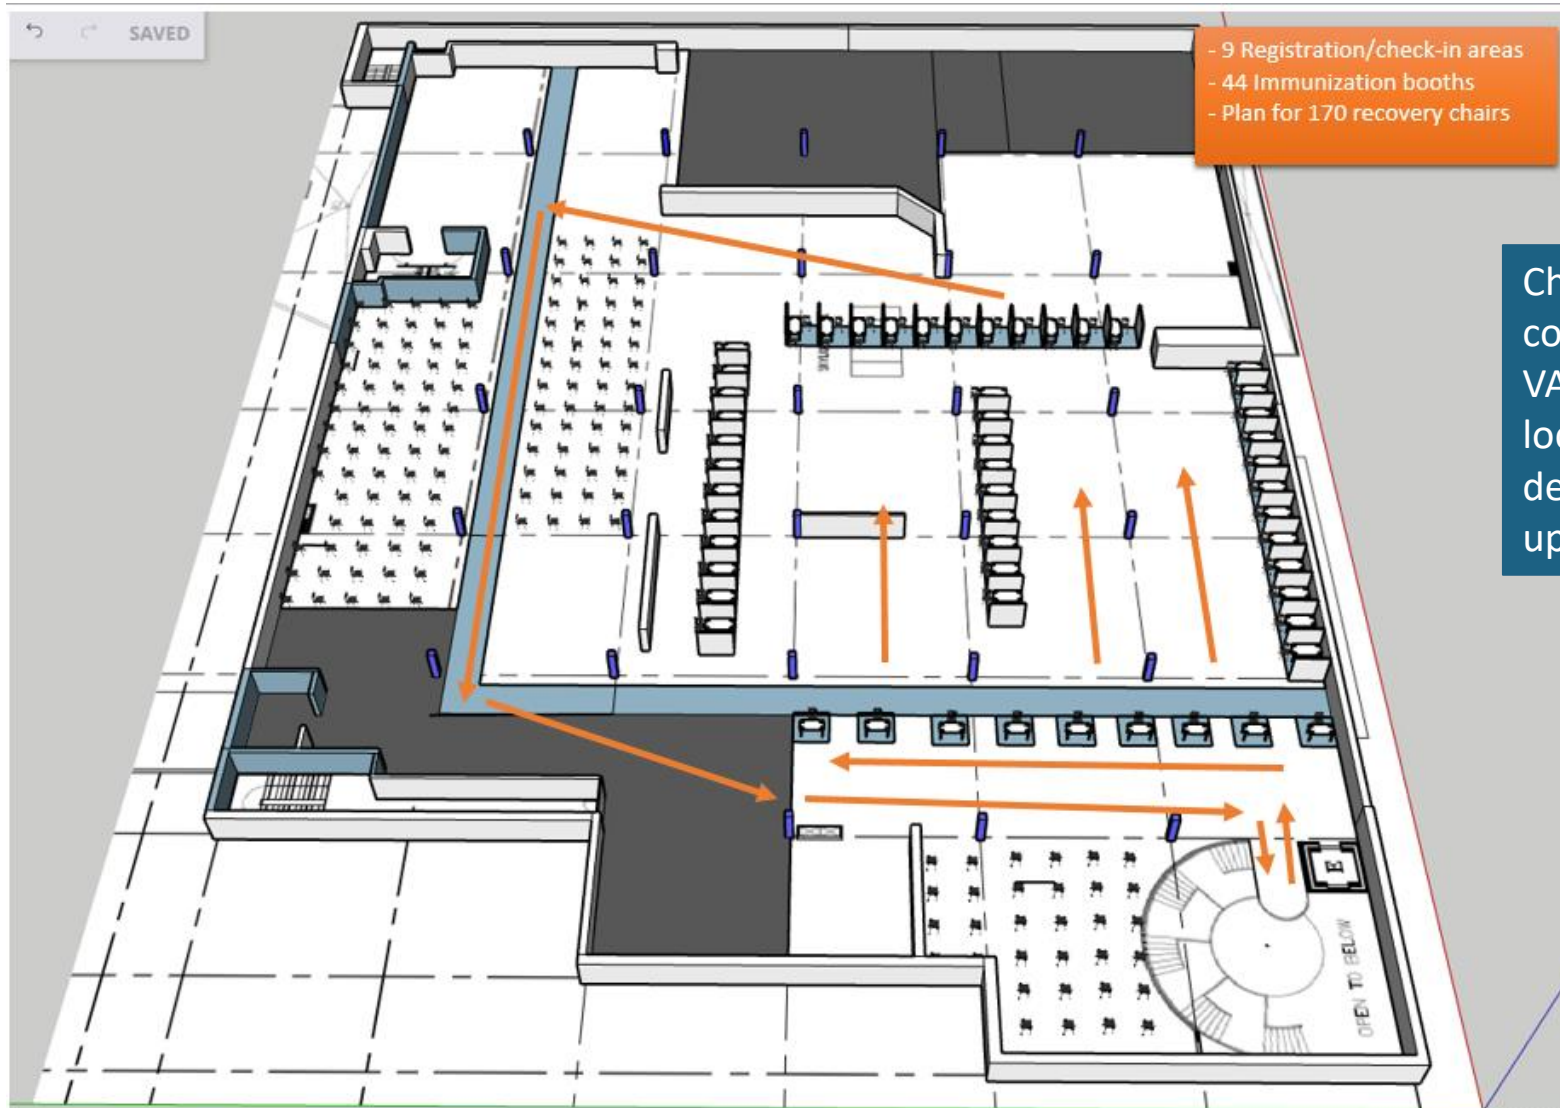 SAVED
- 9 Registration/check-in areas
- 44 Immunization booths
- Plan for 170 recovery chairs
Ch
co
VA
loc
de
up
E
OPEN TO BELOW